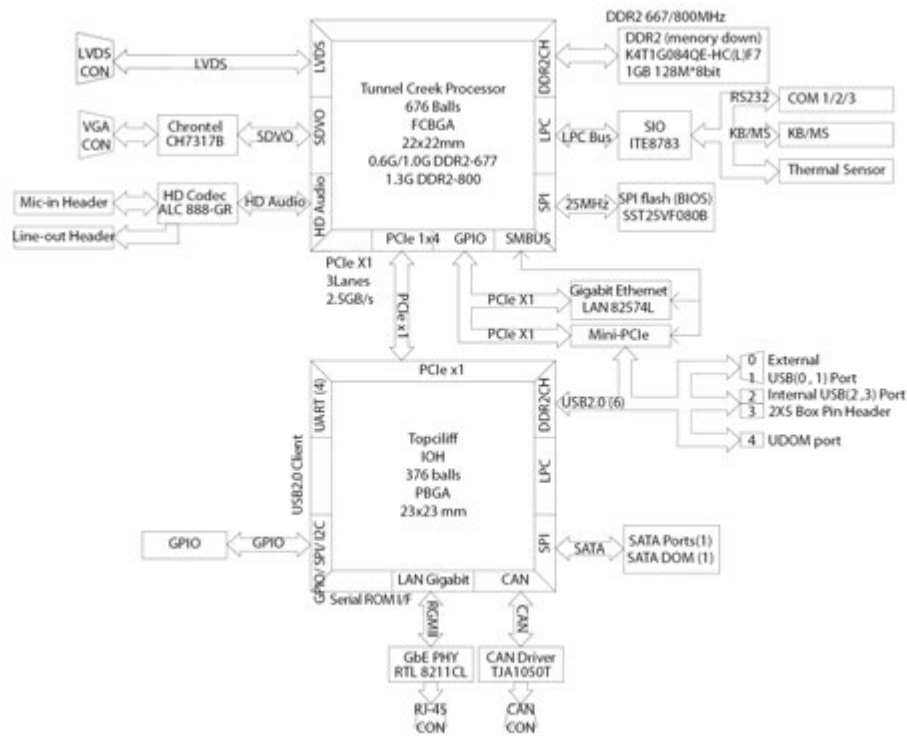 DDR2 667/800MHz
LVDS
CON
LVDS
LVDS
Tunnel Creek Processor
676 Balls
FCBGA
22x22mm
0.6G/1.0G DDR2-677
1.3G DDR2-800
DDR2CH
DDR2 (menory down)
K4T1G084QE-HC(L)F7
1GB 128M*8bit
VGA
CON
Chrontel
CH7317B
SDVO
SDVO
LPC
LPC Bus
SIO
ITE8783
RS232
COM 1/2/3
KB/MS
KB/MS
Thermal Sensor
Mic-in Header
HD Codec
ALC 888-GR
HD Audio
HD Audio
Line-out Header
SPI
25MHz
SPI flash (BIOS)
SST25VF080B
PCIe 1x4
GPIO
SMBUS
PCIe X1
3Lanes
2.5GB/s
PCIe x 1
PCIe X1
Gigabit Ethernet
LAN 82574L
PCIe X1
Mini-PCIe
PCIe x1
UART (4)
USB2.0 Client
GPIO/ SPI/ I2C
Topciliff
IOH
376 balls
PBGA
23x23 mm
DDR2CH
LPC
SPI
USB2.0 (6)
0 External
1 USB(0 , 1) Port
2 Internal USB(2 ,3) Port
3 2X5 Box Pin Header
4 UDOM port
GPIO
GPIO
SATA
SATA Ports(1)
SATA DOM (1)
LAN Gigabit
CAN
Serial ROM I/F
RGMII
CAN
GbE PHY
RTL 8211CL
CAN Driver
TJA1050T
RJ-45
CON
CAN
CON